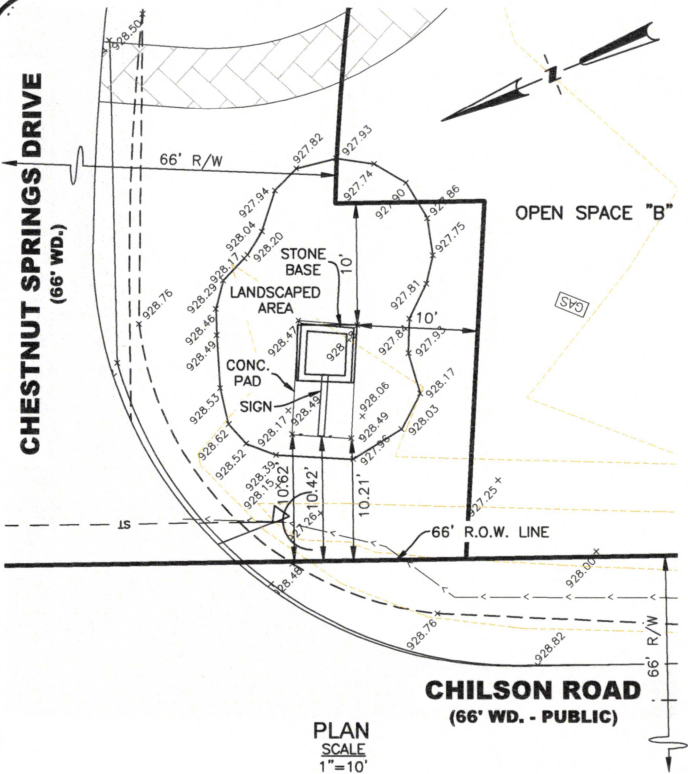 928.50
CHESTNUT SPRINGS DRIVE
(66' WD.)
66' R/W
927.82
927.93
927.74
927.94
927.90
927.86
928.04
928.20
928.17
927.75
OPEN SPACE "B"
N
STONE
BASE
10'
LANDSCAPED
AREA
928.29
928.46
928.49
928.76
928.47
927.81
10'
927.84
927.93
GAS
CONC.
PAD
SIGN
928.53
928.17
928.49
928.06
928.49
928.17
928.03
928.62
928.52
928.39
928.15
927.96
10.62
10.42'
10.21'
927.26
927.25
ST
66' R.O.W. LINE
928.48
928.00
928.76
928.82
66' R/W
CHILSON ROAD
(66' WD. - PUBLIC)
PLAN
SCALE
1"=10'